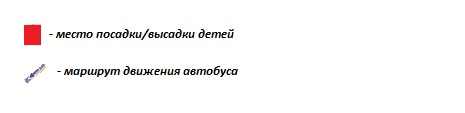 - место посадки/высадки детей
- маршрут движения автобуса